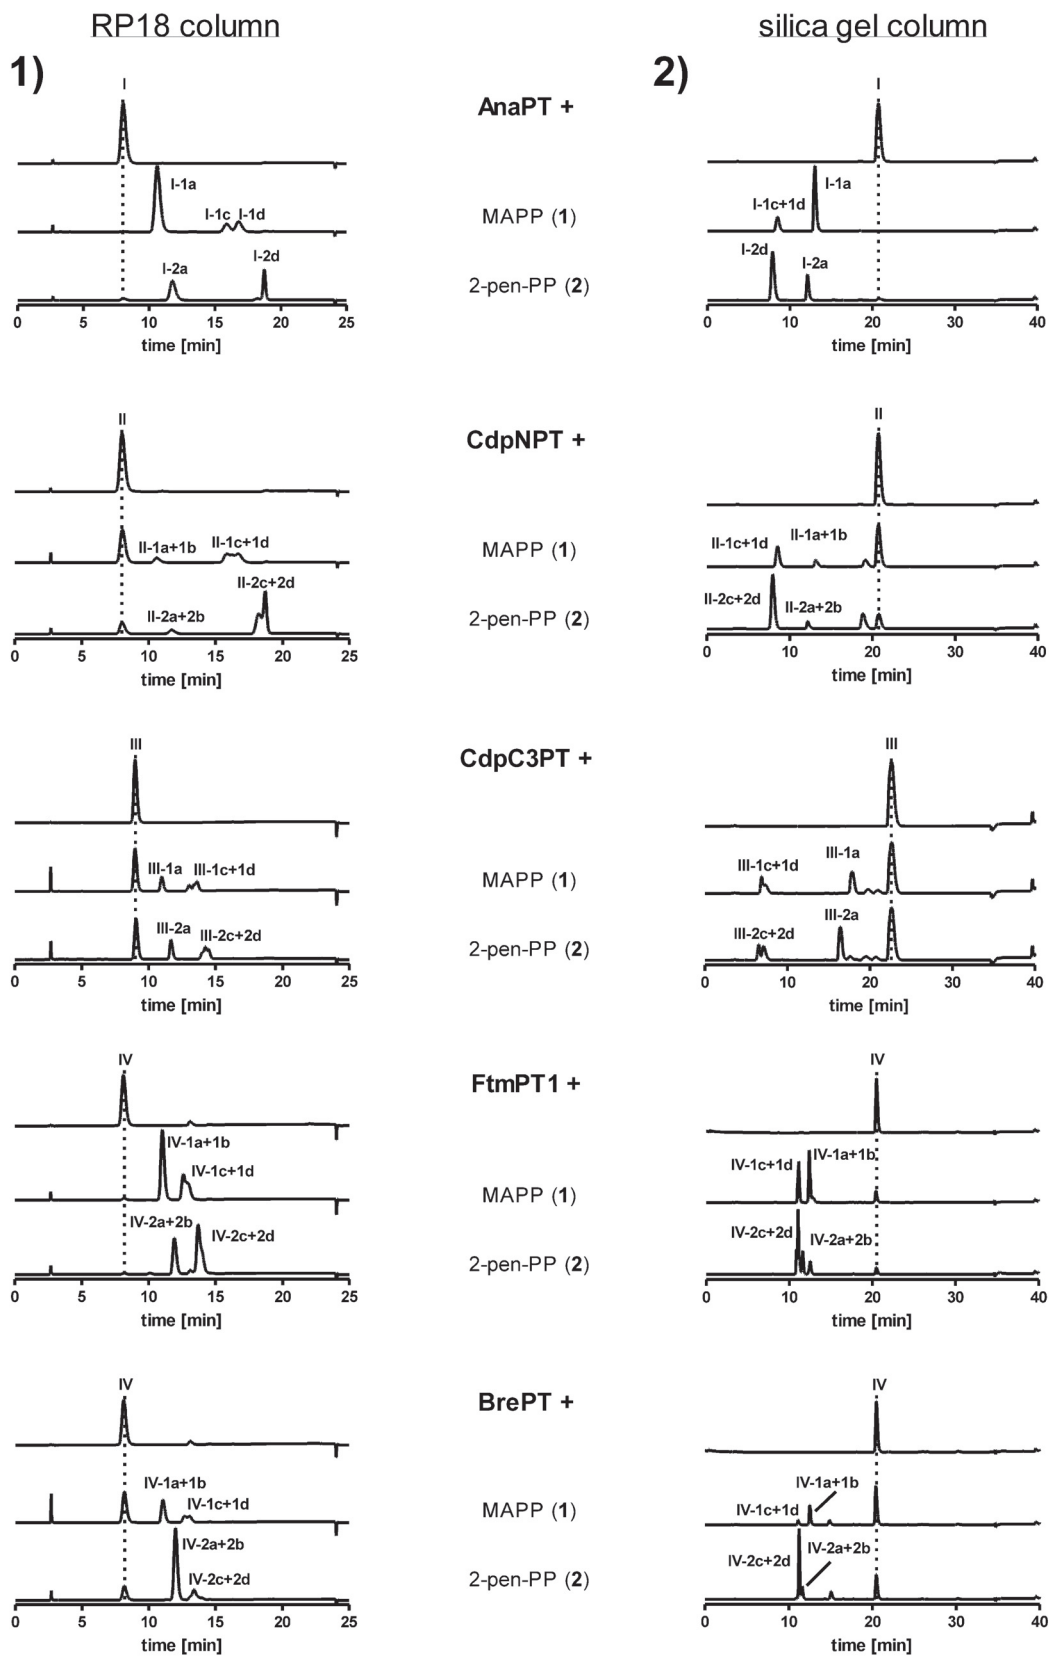 RP18 column
silica gel column
1)
2)
I
AnaPT +
I
I-1a
I-1c I-1d
MAPP (1)
I-1c+1d
I-1a
I-2a
I-2d
2-pen-PP (2)
I-2d
I-2a
0 5 10 15 20 25
time [min]
0 10 20 30 40
time [min]
II
CdpNPT +
II
II-1a+1b
II-1c+1d
MAPP (1)
II-1c+1d
II-1a+1b
II-2a+2b
II-2c+2d
2-pen-PP (2)
II-2c+2d
II-2a+2b
0 5 10 15 20 25
time [min]
0 10 20 30 40
time [min]
III
CdpC3PT +
III
III-1a
III-1c+1d
MAPP (1)
III-1c+1d
III-1a
III-2a
III-2c+2d
2-pen-PP (2)
III-2c+2d
III-2a
0 5 10 15 20 25
time [min]
0 10 20 30 40
time [min]
IV
FtmPT1 +
IV
IV-1a+1b
IV-1c+1d
MAPP (1)
IV-1c+1d
IV-1a+1b
IV-2a+2b
IV-2c+2d
2-pen-PP (2)
IV-2c+2d
IV-2a+2b
0 5 10 15 20 25
time [min]
0 10 20 30 40
time [min]
IV
BrePT +
IV
IV-1a+1b
IV-1c+1d
MAPP (1)
IV-1c+1d
IV-1a+1b
IV-2a+2b
IV-2c+2d
2-pen-PP (2)
IV-2c+2d
IV-2a+2b
0 5 10 15 20 25
time [min]
0 10 20 30 40
time [min]